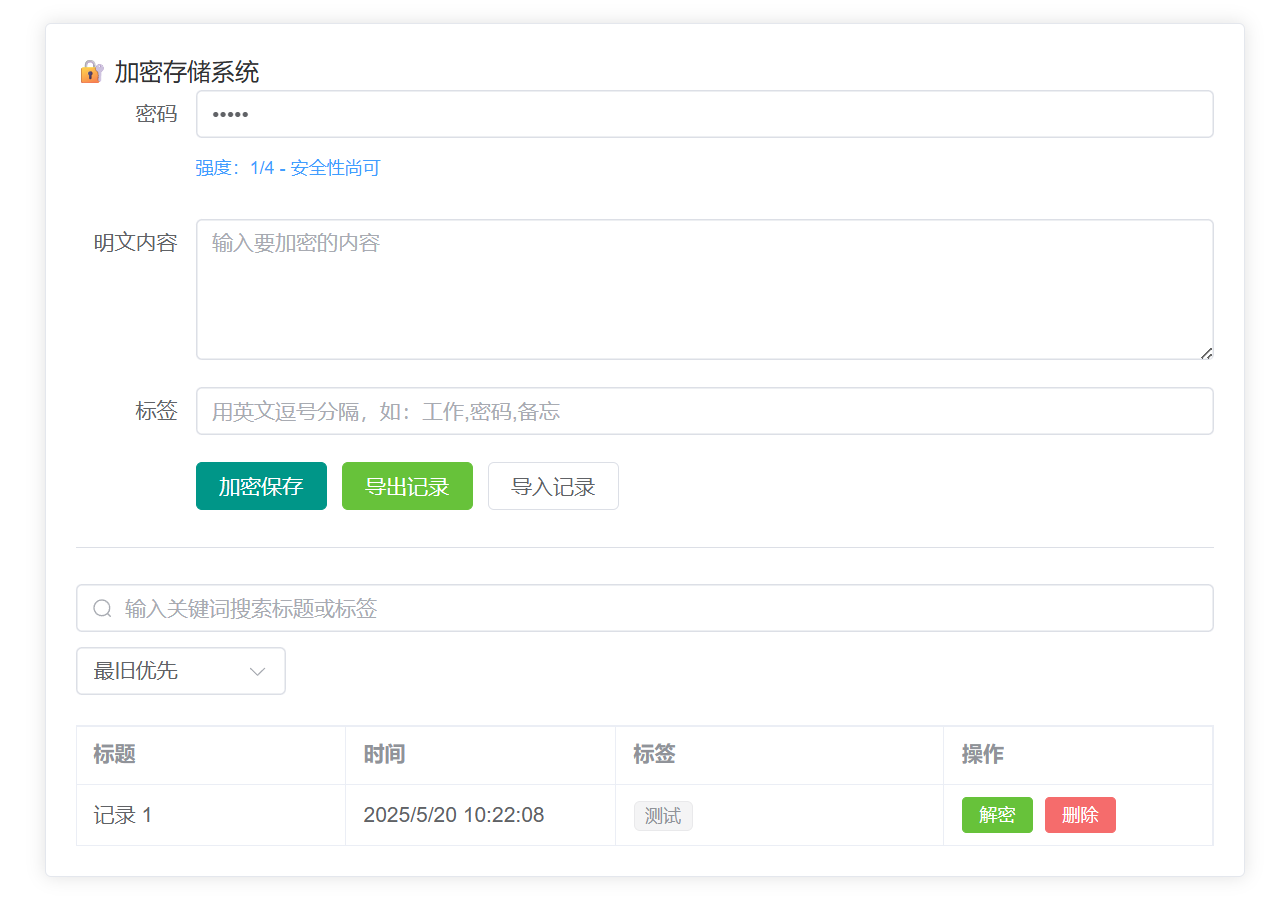 🔐 加密存储系统
密码 •••••
强度：1/4 - 安全性尚可
明文内容 输入要加密的内容
标签 用英文逗号分隔，如：工作,密码,备忘
加密保存 导出记录 导入记录
输入关键词搜索标题或标签
最旧优先
标题 时间 标签 操作
记录 1 2025/5/20 10:22:08 测试 解密 删除